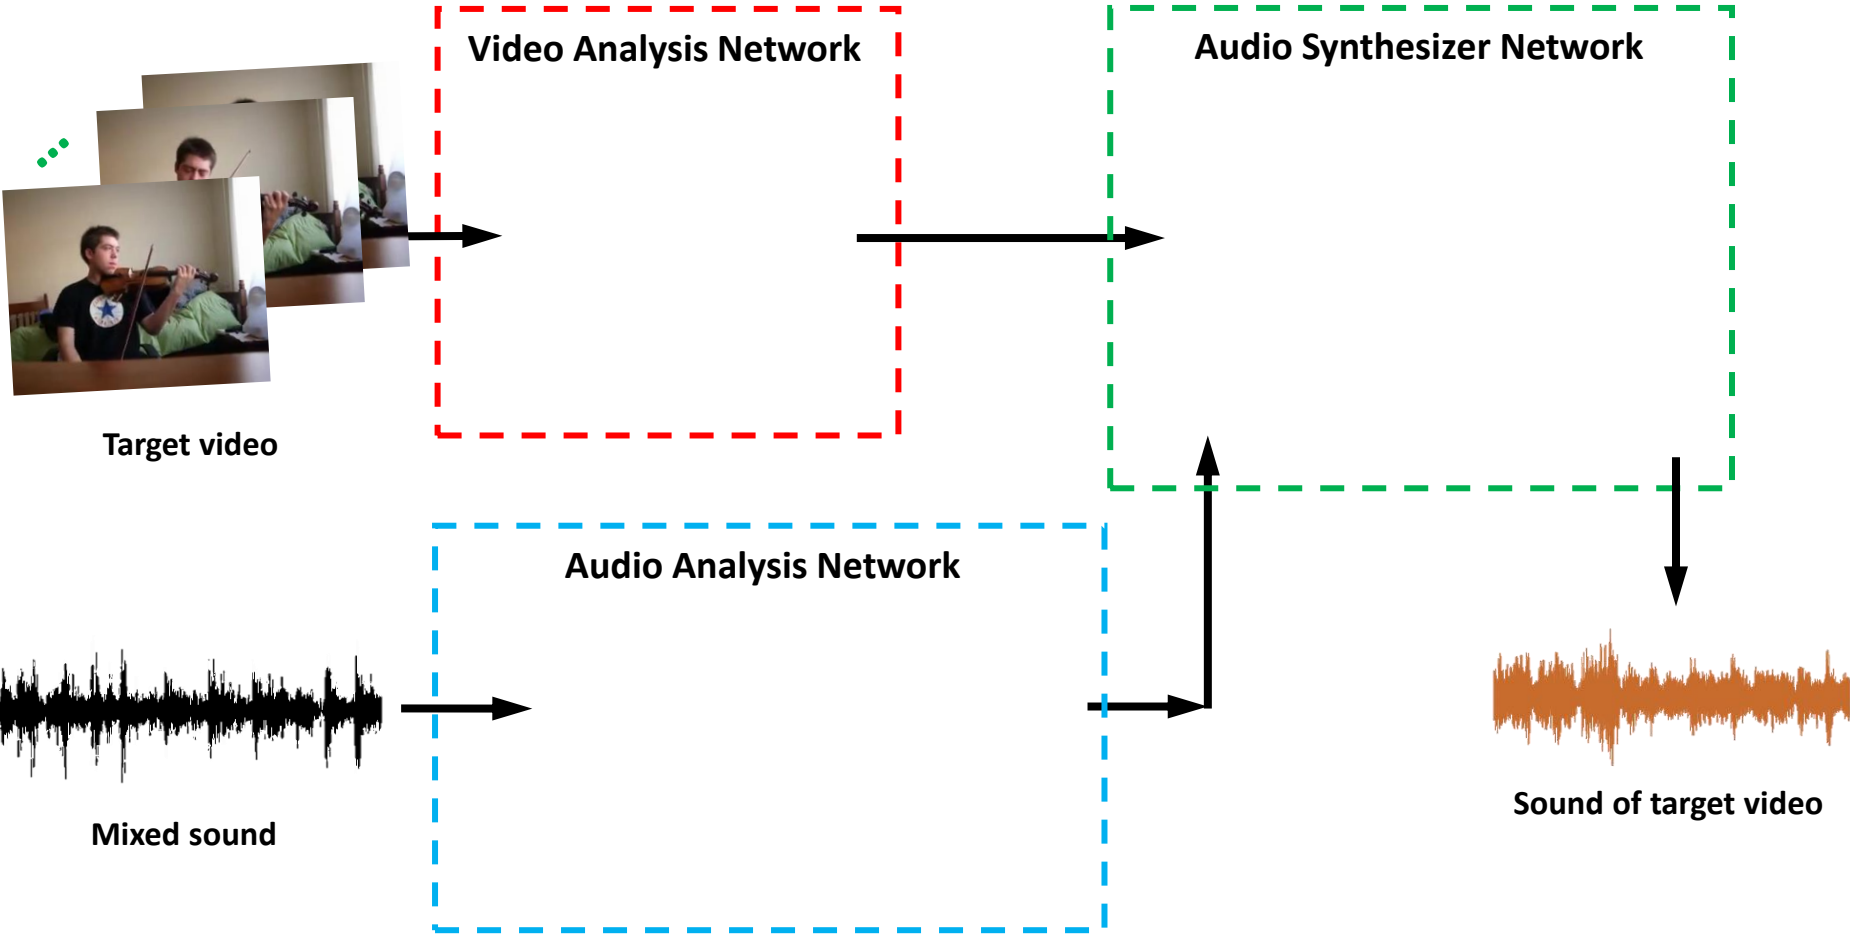 Video Analysis Network
Audio Synthesizer Network
Target video
Audio Analysis Network
Mixed sound
Sound of target video